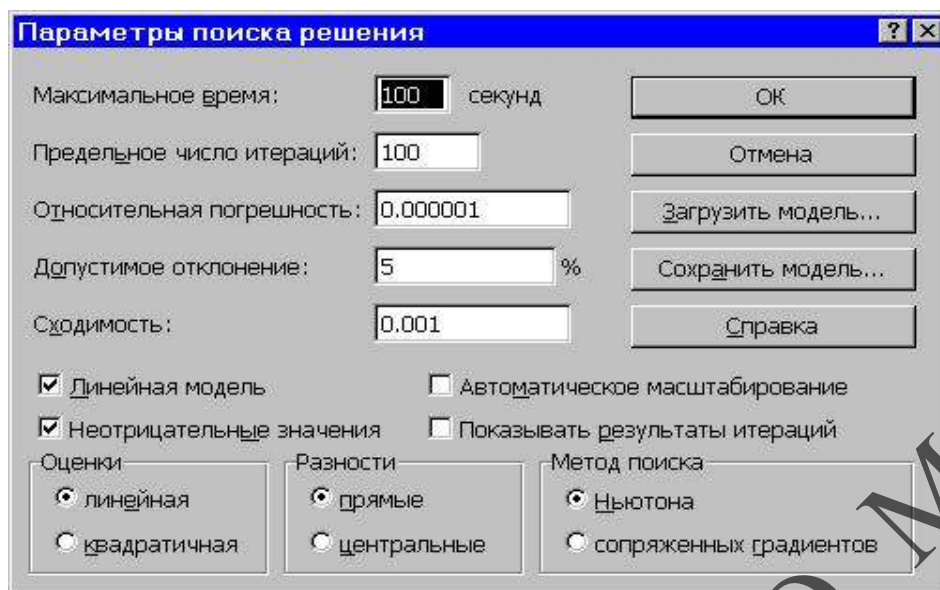 Параметры поиска решения
Максимальное время: 100 секунд
ОК
Предельное число итераций: 100
Отмена
Относительная погрешность: 0.000001
Загрузить модель...
Допустимое отклонение: 5 %
Сохранить модель...
Сходимость: 0.001
Справка
Линейная модель
Автоматическое масштабирование
Неотрицательные значения
Показывать результаты итераций
Оценки
Разности
Метод поиска
линейная
прямые
Ньютона
квадратичная
центральные
сопряженных градиентов